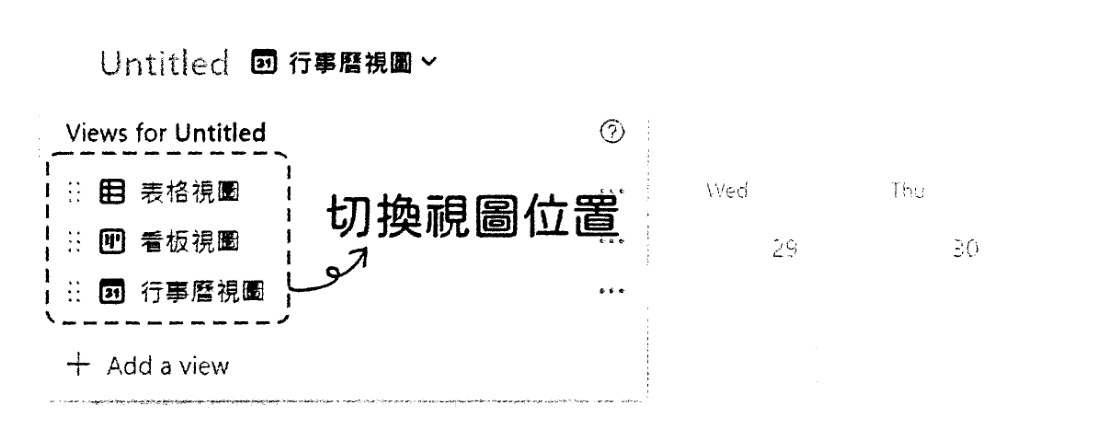 Untitled 31 行事曆視圖
Views for Untitled ?
表格視圖
切換視圖位置
Wed Thu
看板視圖
29 30
31 行事曆視圖
+ Add a view